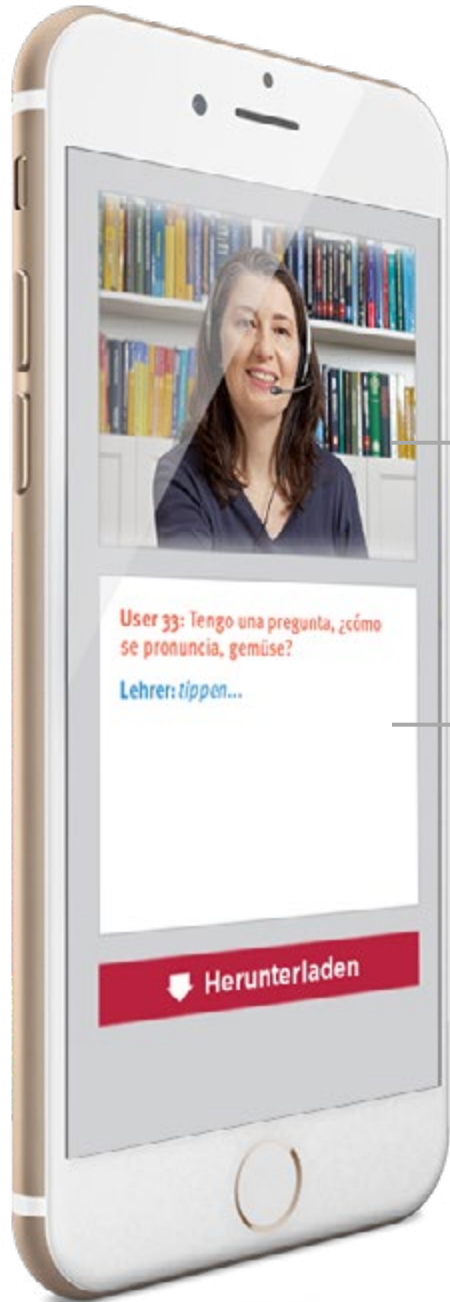 User 33: Tengo una pregunta, ¿cómo
se pronuncia, gemüse?
Lehrer: tippen...
Herunterladen